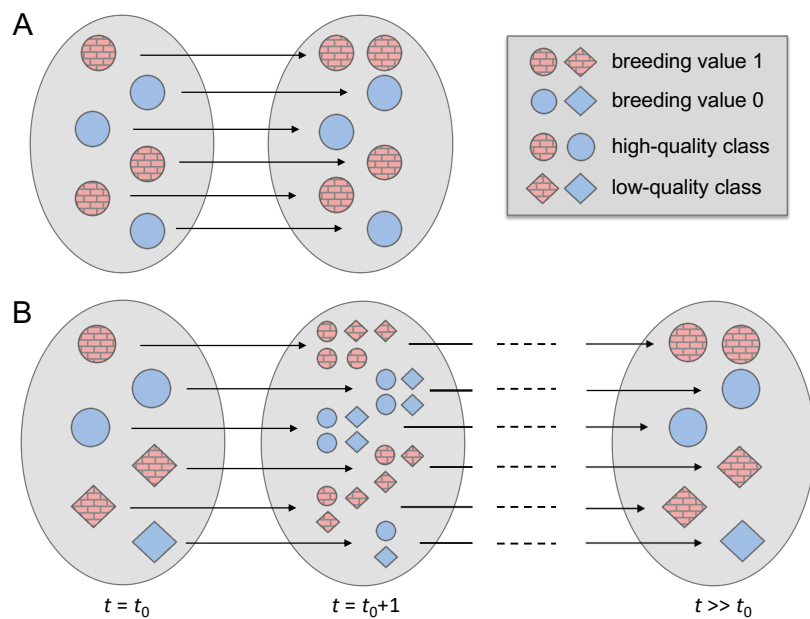 A
breeding value 1
breeding value 0
high-quality class
low-quality class
B
t = t₀
t = t₀+1
t >> t₀